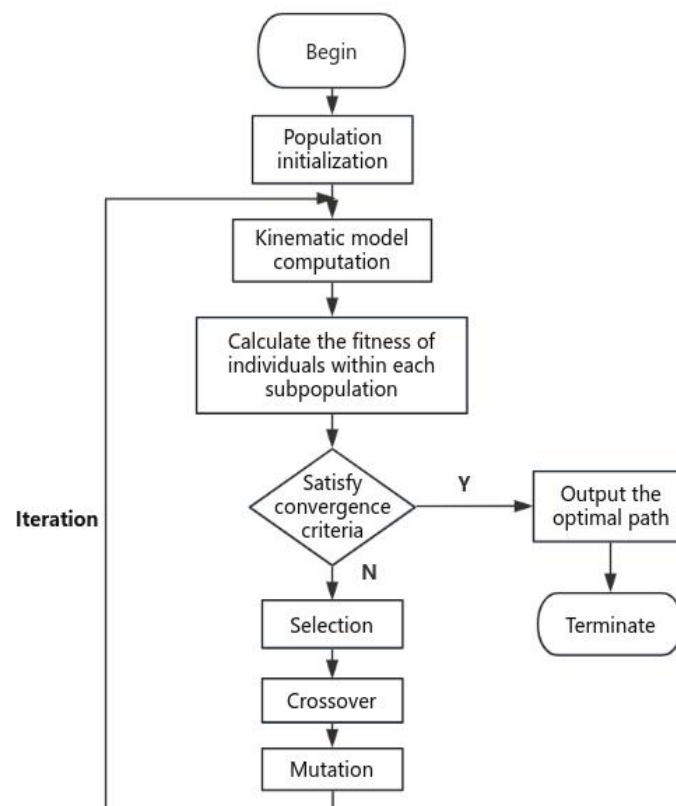 Begin
Population
initialization
Kinematic model
computation
Calculate the fitness of
individuals within each
subpopulation
Satisfy
convergence
criteria
Y
Output the
optimal path
Iteration
N
Selection
Terminate
Crossover
Mutation